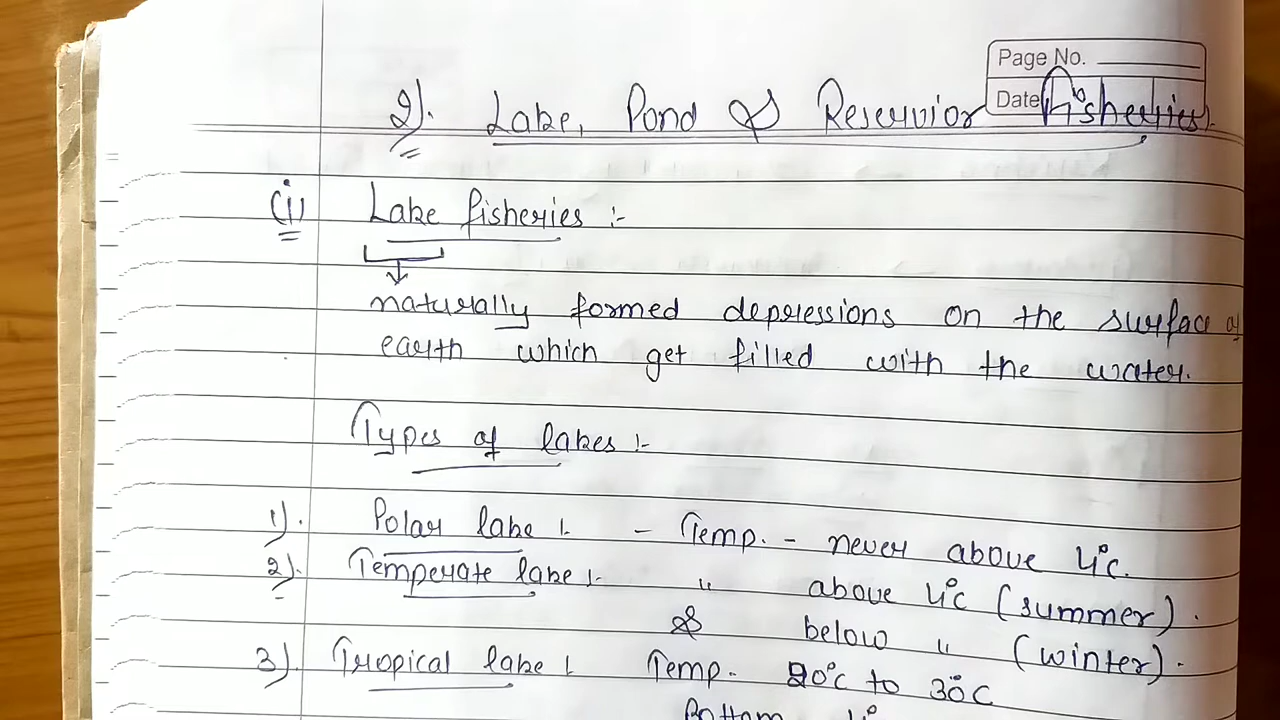 Page No.
Date
2). Lake, Pond & Reservior Fisheries.
(i) Lake fisheries :-
naturally formed depressions on the surface of
earth which get filled with the water.
Types of lakes :-
1). Polar lake :- - Temp. - never above 4°c.
2). Temperate lake :- " above 4°c (summer).
& below " (winter).
3). Tropical lake :- Temp. 20°c to 30°c
Bottom 4°